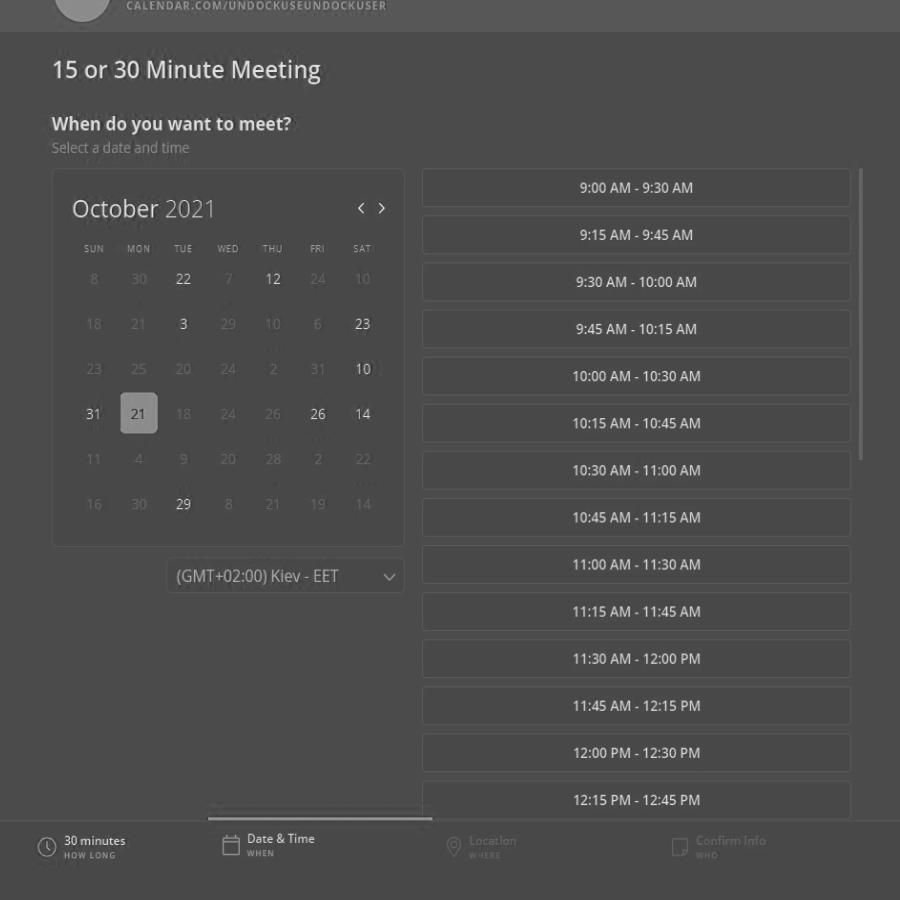 CALENDAR.COM/UNDOCKUSEUNDOCKUSER
15 or 30 Minute Meeting
When do you want to meet?
Select a date and time
October 2021
SUN MON TUE WED THU FRI SAT
8 30 22 7 12 24 10
18 21 3 29 10 6 23
23 25 20 24 2 31 10
31 21 18 24 26 26 14
11 4 9 20 28 2 22
16 30 29 8 21 19 14
(GMT+02:00) Kiev - EET
9:00 AM - 9:30 AM
9:15 AM - 9:45 AM
9:30 AM - 10:00 AM
9:45 AM - 10:15 AM
10:00 AM - 10:30 AM
10:15 AM - 10:45 AM
10:30 AM - 11:00 AM
10:45 AM - 11:15 AM
11:00 AM - 11:30 AM
11:15 AM - 11:45 AM
11:30 AM - 12:00 PM
11:45 AM - 12:15 PM
12:00 PM - 12:30 PM
12:15 PM - 12:45 PM
30 minutes
HOW LONG
Date & Time
WHEN
Location
WHERE
Confirm Info
WHO